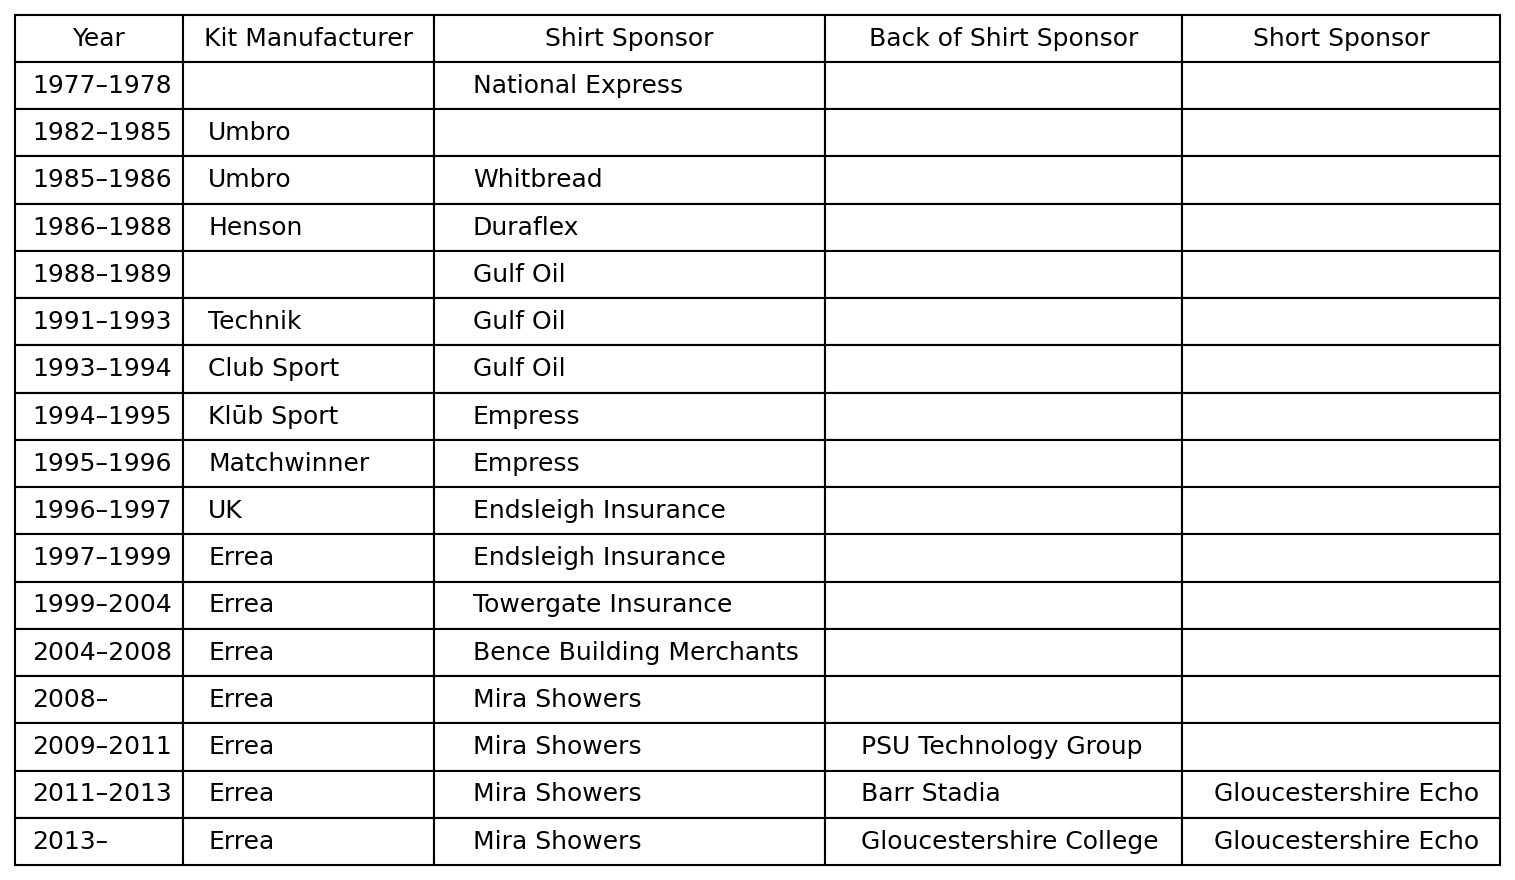 Year Kit Manufacturer Shirt Sponsor Back of Shirt Sponsor Short Sponsor
1977–1978 National Express
1982–1985 Umbro
1985–1986 Umbro Whitbread
1986–1988 Henson Duraflex
1988–1989 Gulf Oil
1991–1993 Technik Gulf Oil
1993–1994 Club Sport Gulf Oil
1994–1995 Klūb Sport Empress
1995–1996 Matchwinner Empress
1996–1997 UK Endsleigh Insurance
1997–1999 Errea Endsleigh Insurance
1999–2004 Errea Towergate Insurance
2004–2008 Errea Bence Building Merchants
2008– Errea Mira Showers
2009–2011 Errea Mira Showers PSU Technology Group
2011–2013 Errea Mira Showers Barr Stadia Gloucestershire Echo
2013– Errea Mira Showers Gloucestershire College Gloucestershire Echo